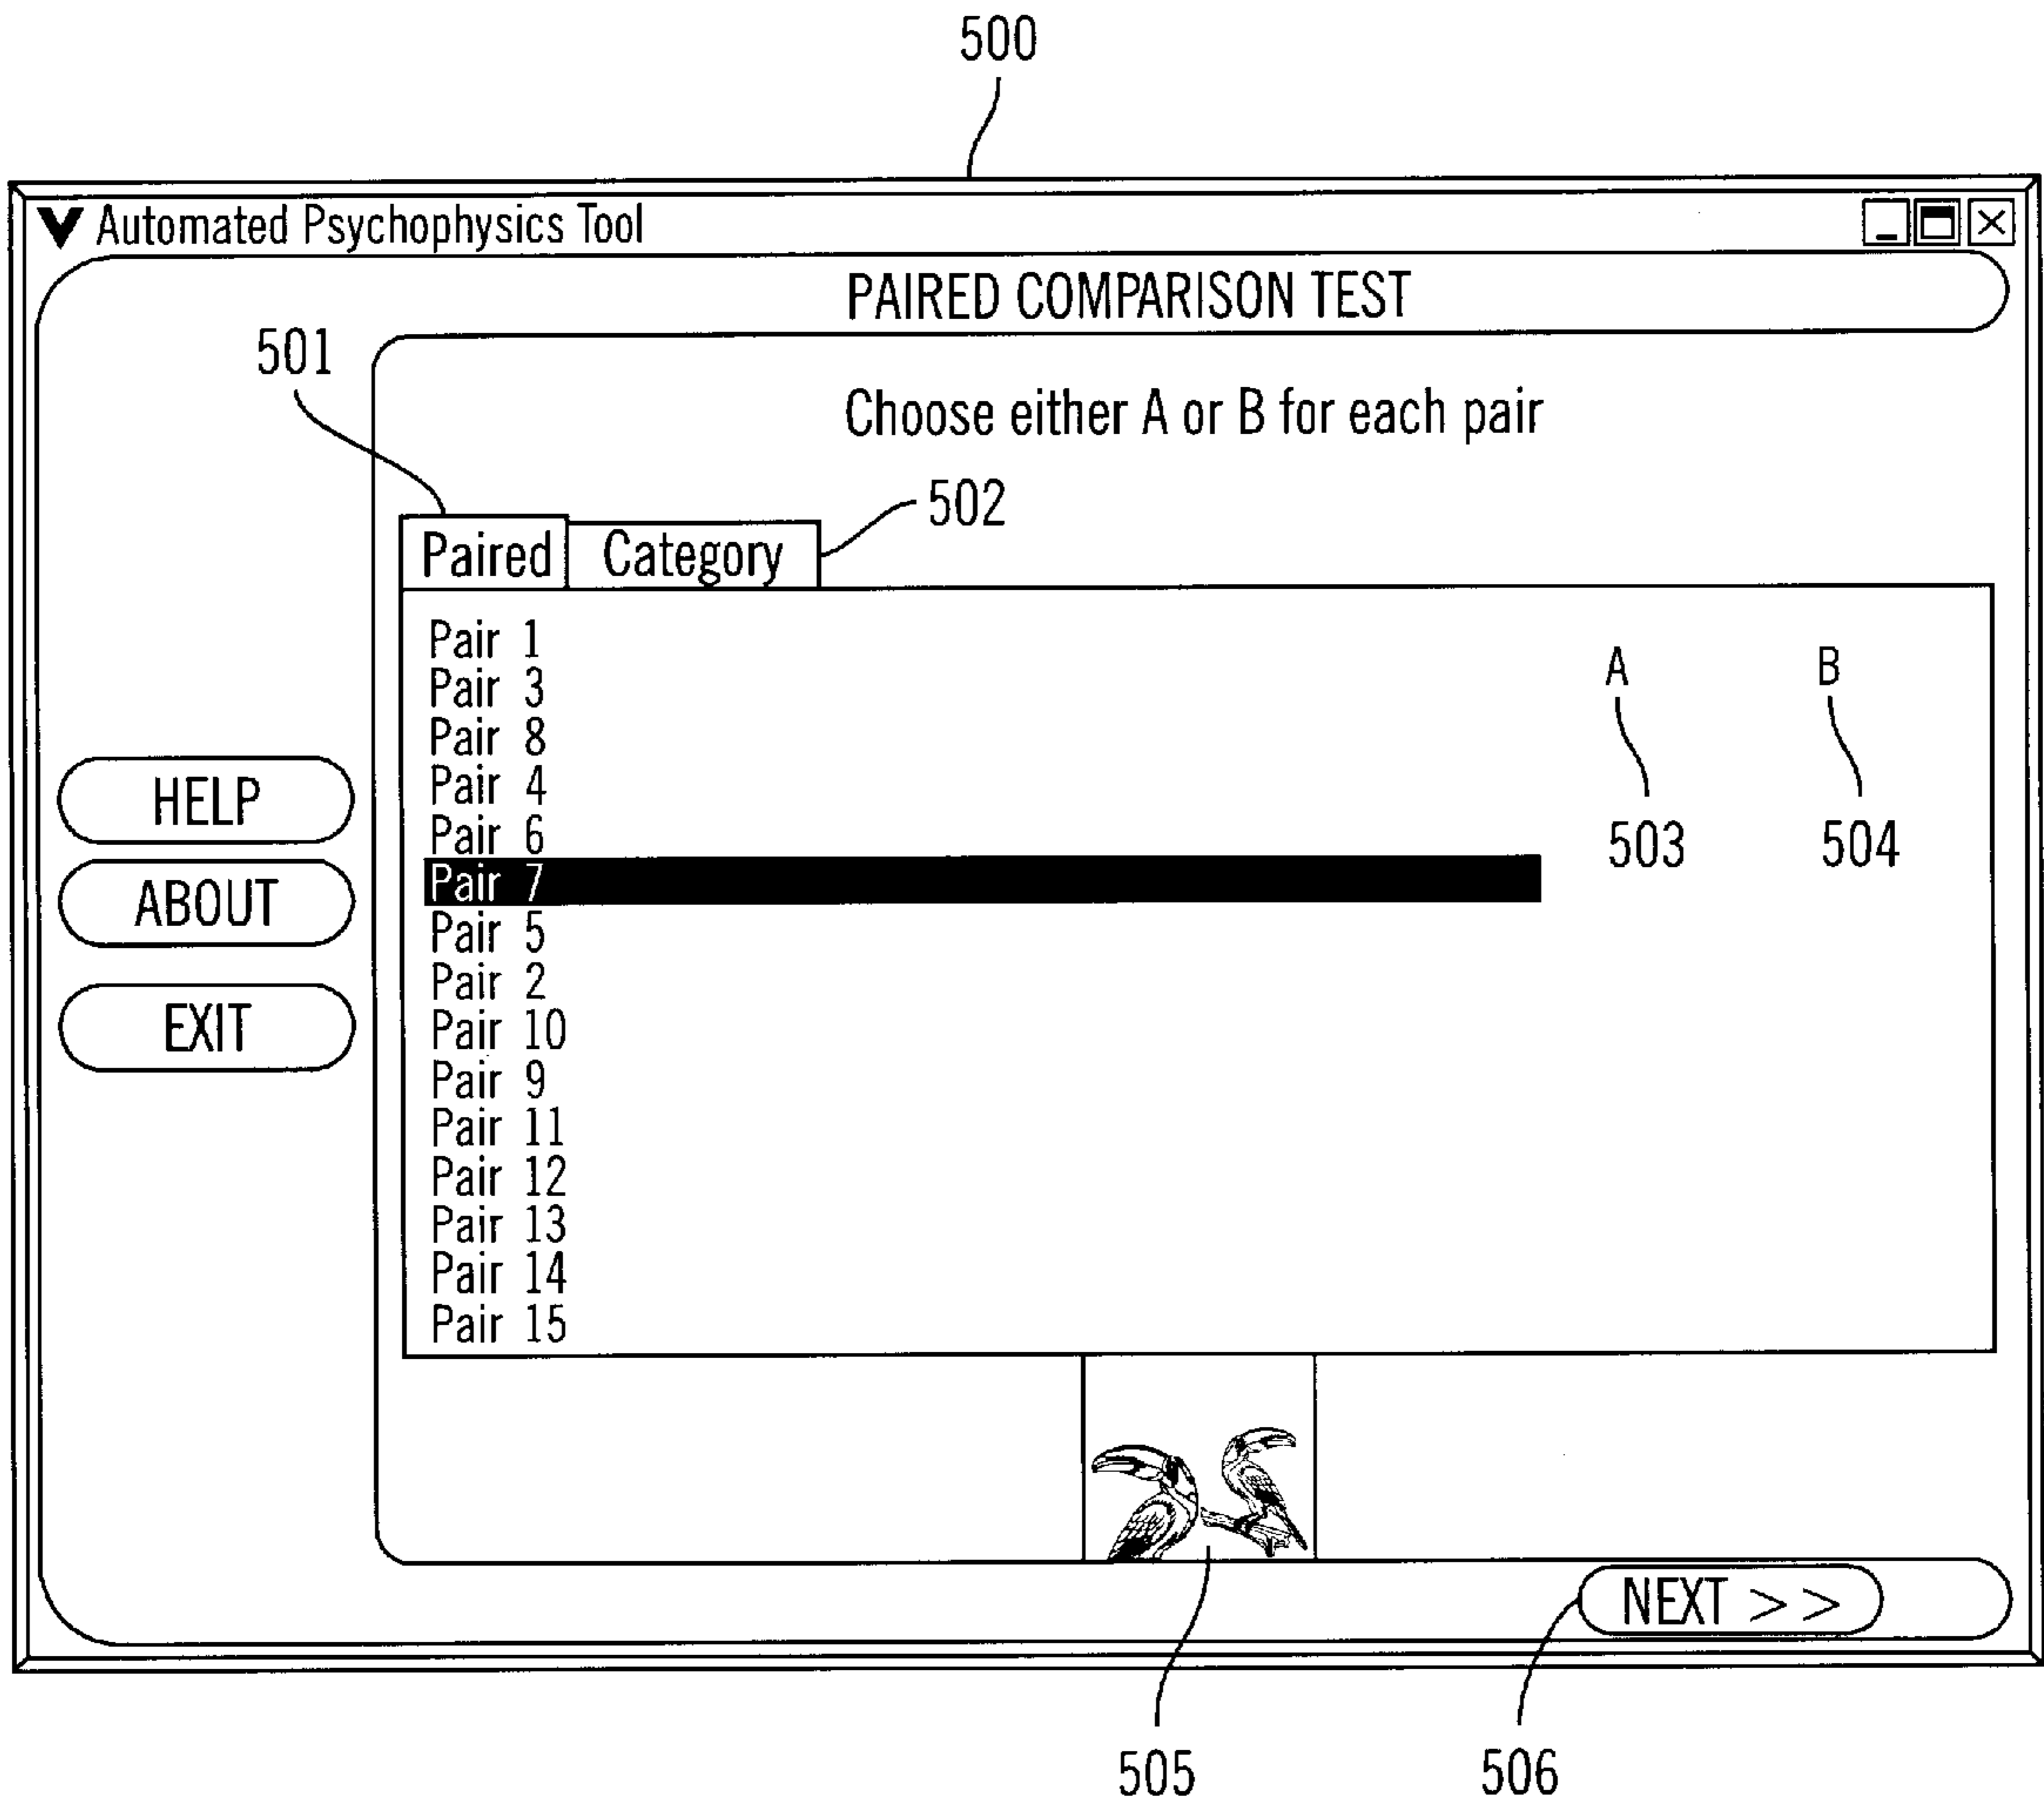 500
Automated Psychophysics Tool
PAIRED COMPARISON TEST
501
Choose either A or B for each pair
502
Paired Category
Pair 1
Pair 3
Pair 8
Pair 4
Pair 6
Pair 7
Pair 5
Pair 2
Pair 10
Pair 9
Pair 11
Pair 12
Pair 13
Pair 14
Pair 15
A B
503 504
HELP
ABOUT
EXIT
NEXT >>
505 506